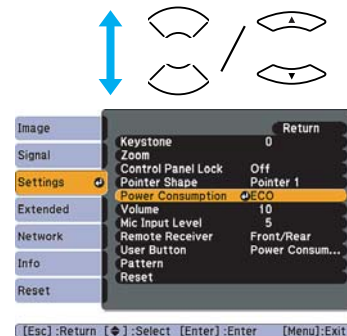 Image
Signal
Settings
Extended
Network
Info
Reset
Return
Keystone 0
Zoom
Control Panel Lock Off
Pointer Shape Pointer 1
Power Consumption ECO
Volume 10
Mic Input Level 5
Remote Receiver Front/Rear
User Button Power Consum...
Pattern
Reset
[Esc] :Return [◆] :Select [Enter] :Enter [Menu]:Exit